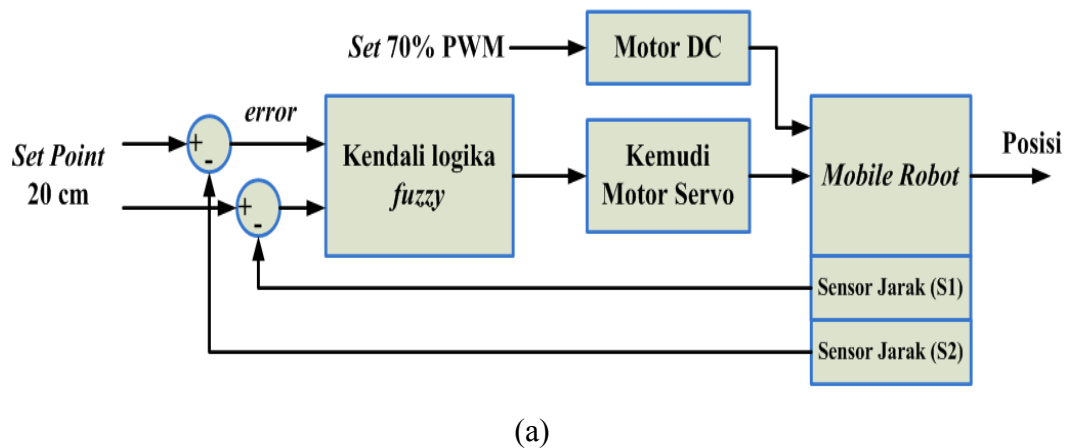 Set 70% PWM
Motor DC
error
+
-
Set Point
20 cm
+
-
Kendali logika
fuzzy
Kemudi
Motor Servo
Mobile Robot
Posisi
Sensor Jarak (S1)
Sensor Jarak (S2)
(a)